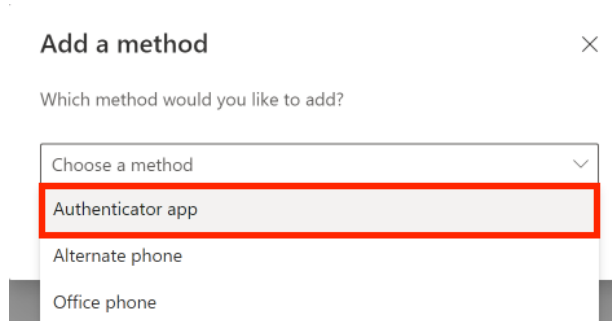 Add a method
Which method would you like to add?
Choose a method
Authenticator app
Alternate phone
Office phone